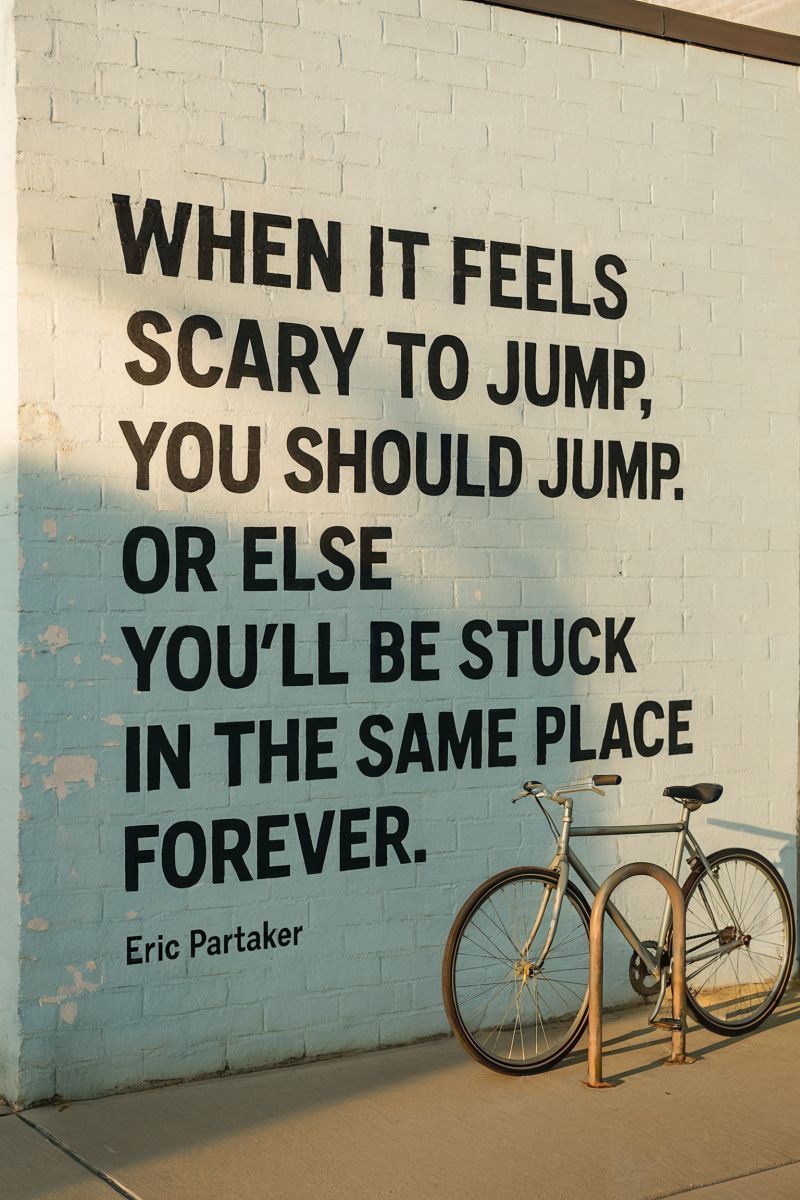 WHEN IT FEELS
SCARY TO JUMP,
YOU SHOULD JUMP.
OR ELSE
YOU'LL BE STUCK
IN THE SAME PLACE
FOREVER.
Eric Partaker